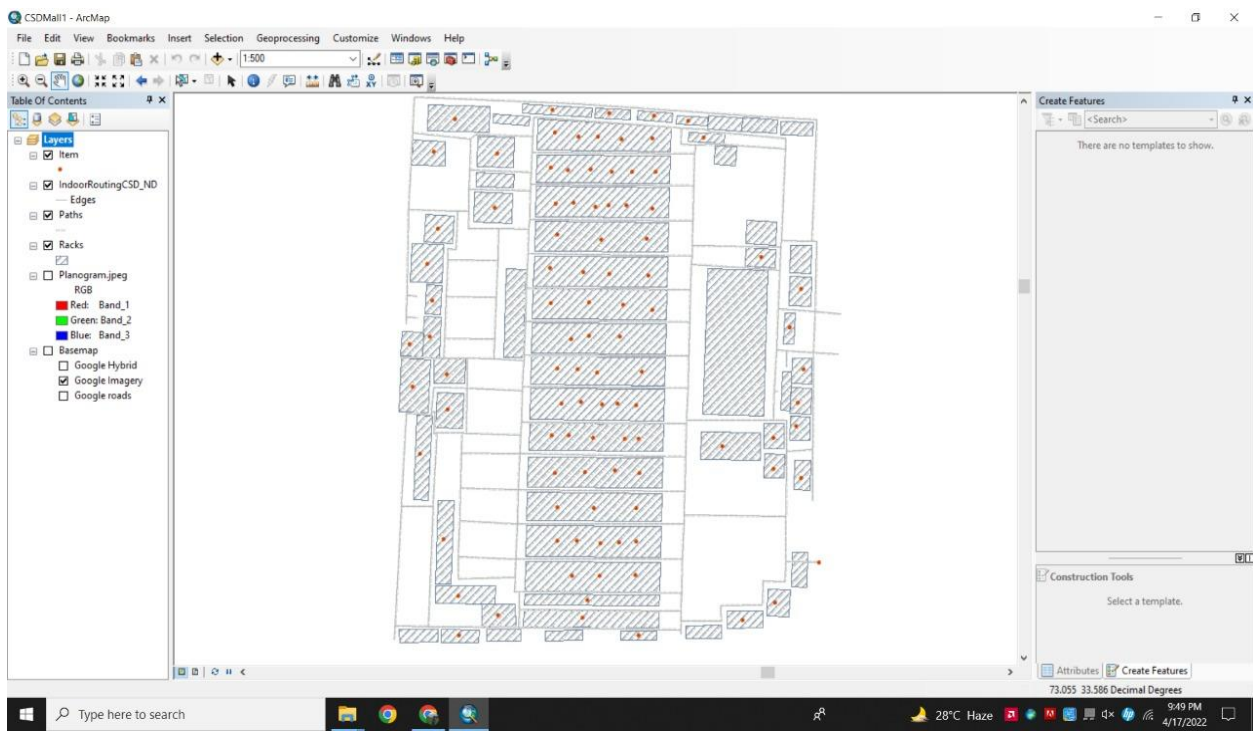 CSDMall1 - ArcMap
File Edit View Bookmarks Insert Selection Geoprocessing Customize Windows Help
1:500
Table Of Contents
Create Features
<Search>
There are no templates to show.
Layers
Item
IndoorRoutingCSD_ND
Edges
Paths
Racks
Planogram.jpeg
RGB
Red: Band_1
Green: Band_2
Blue: Band_3
Basemap
Google Hybrid
Google Imagery
Google roads
Construction Tools
Select a template.
Attributes Create Features
73.055 33.586 Decimal Degrees
Type here to search
28°C Haze
9:49 PM
4/17/2022